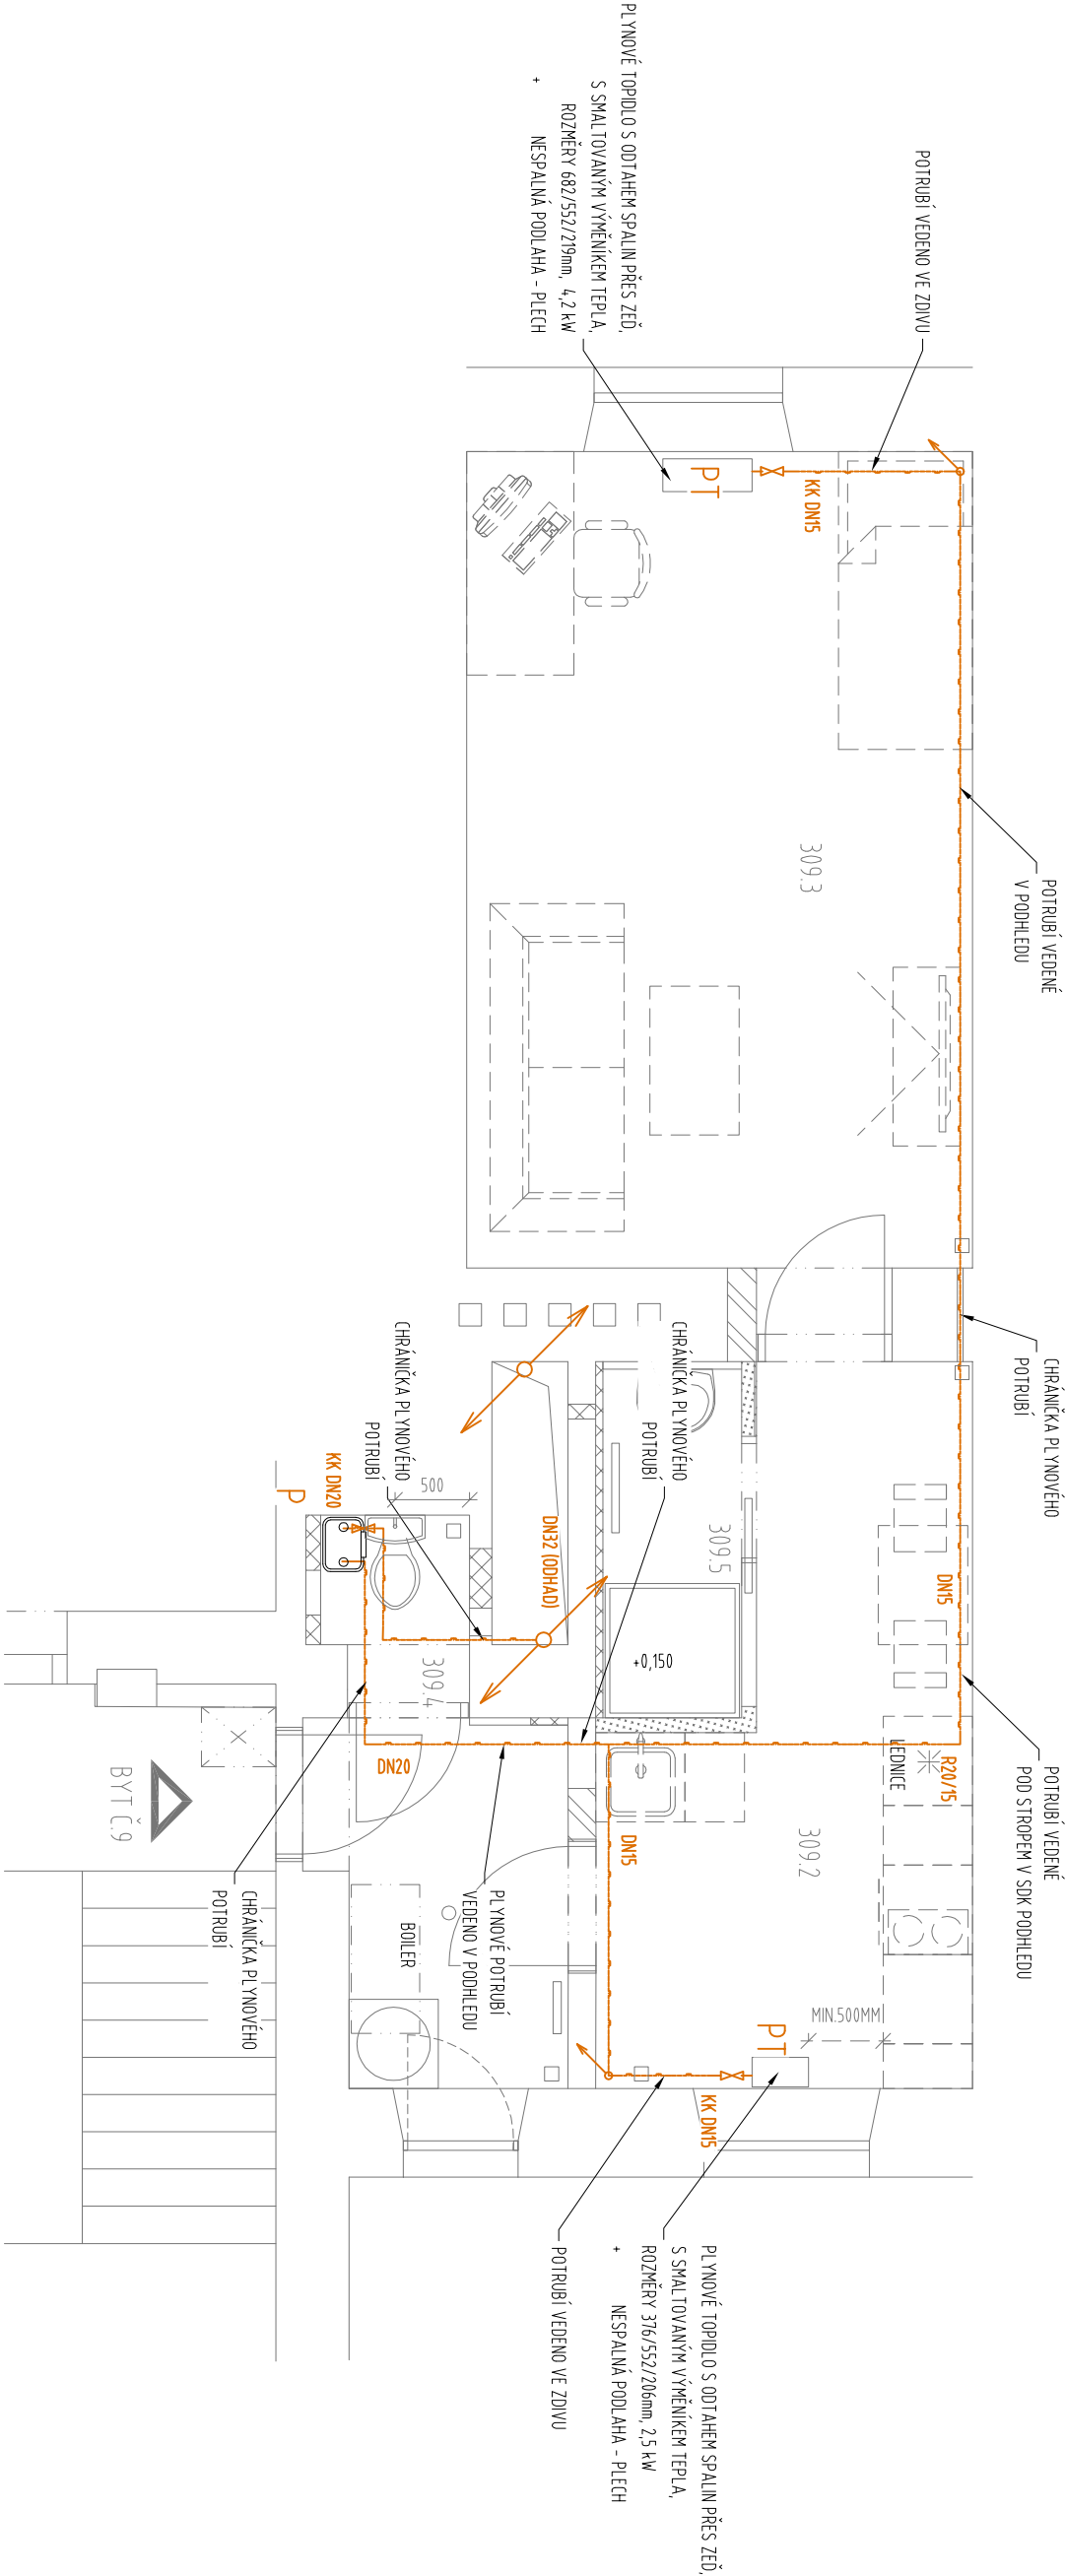 PLYNOVÉ TOPIDLO S ODTAHEM SPALIN PŘES ZEĎ,
S SMALTOVANÝM VÝMĚNÍKEM TEPLA,
ROZMĚRY 682/552/219mm, 4,2 kW
+ NESPALNÁ PODLAHA - PLECH
POTRUBÍ VEDENO VE ZDIVU
PT
KK DN15
309.3
POTRUBÍ VEDENÉ
V PODHLEDU
CHRÁNIČKA PLYNOVÉHO
POTRUBÍ
CHRÁNIČKA PLYNOVÉHO
POTRUBÍ
CHRÁNIČKA PLYNOVÉHO
POTRUBÍ
500
KK DN20
P
DN32 (ODHAD)
309.5
+0,150
DN15
309.4
DN20
R20/15
LEDNICE
POTRUBÍ VEDENÉ
POD STROPEM V SDK PODHLEDU
309.2
DN15
BYT Č.9
BOILER
PLYNOVÉ POTRUBÍ
VEDENO V PODHLEDU
CHRÁNIČKA PLYNOVÉHO
POTRUBÍ
MIN.500MM
PT
KK DN15
PLYNOVÉ TOPIDLO S ODTAHEM SPALIN PŘES ZEĎ,
S SMALTOVANÝM VÝMĚNÍKEM TEPLA,
ROZMĚRY 376/552/206mm, 2,5 kW
+ NESPALNÁ PODLAHA - PLECH
POTRUBÍ VEDENO VE ZDIVU